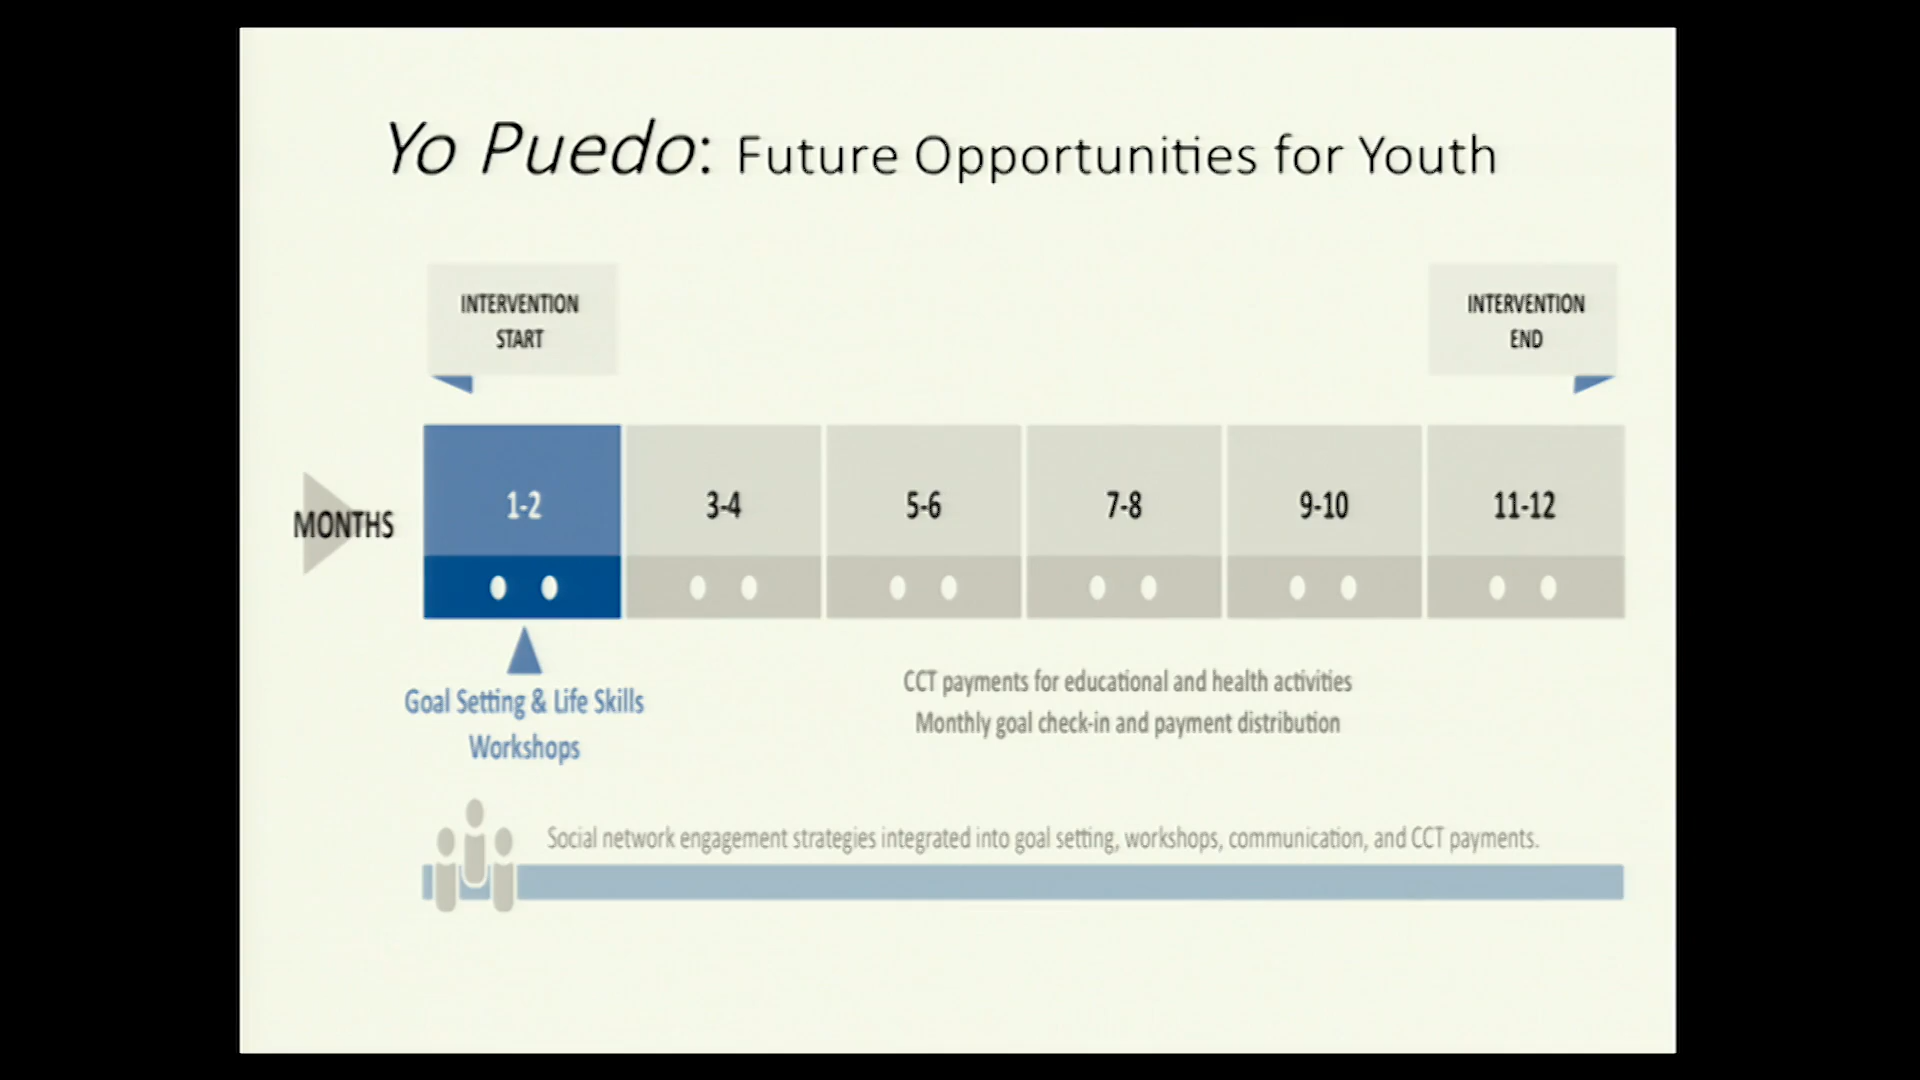 Yo Puedo: Future Opportunities for Youth
INTERVENTION
START
INTERVENTION
END
MONTHS
1-2
3-4
5-6
7-8
9-10
11-12
Goal Setting & Life Skills
Workshops
CCT payments for educational and health activities
Monthly goal check-in and payment distribution
Social network engagement strategies integrated into goal setting, workshops, communication, and CCT payments.